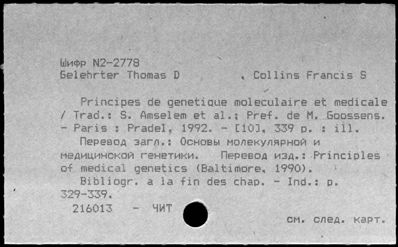 Шифр N2-2778
Gelehrter Thomas D , Collins Francis S
Principes de genetique moleculaire et medicale
/ Trad.: S. Amselem et al.; Pref. de M. Goossens.
- Paris : Pradel, 1992. - [10], 339 p. : ill.
Перевод загл.: Основы молекулярной и
медицинской генетики. Перевод изд.: Principles
of medical genetics (Baltimore, 1990).
Bibliogr. a la fin des chap. - Ind.: p.
329-339.
216013 - ЧИТ
см. след. карт.